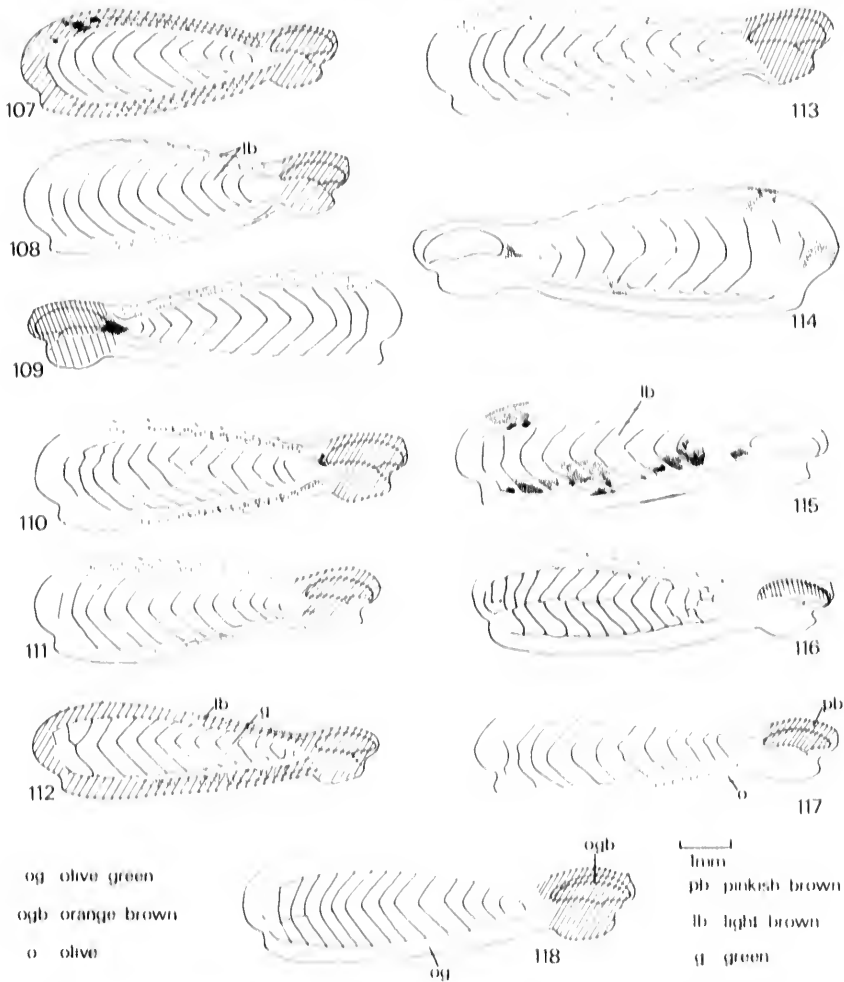 107
lb
113
108
109
114
110
lb
115
111
116
lb
g
112
pb
o
117
og olive green
ogb orange brown
o olive
ogb
og
118
1mm
pb pinkish brown
lb light brown
g green